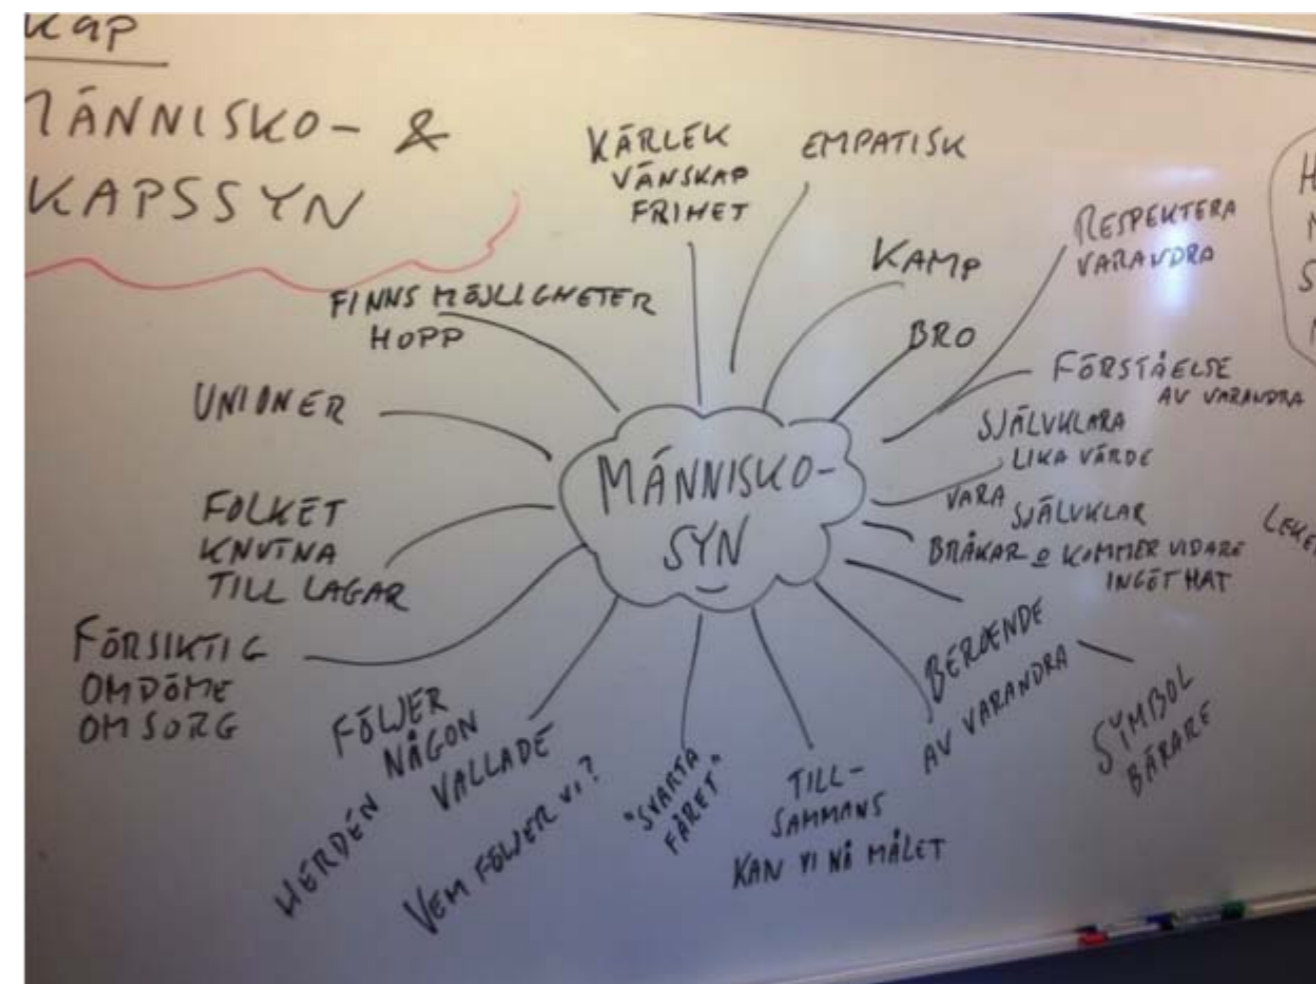 KAP
MÄNNISKO- &
KAPSSYN
KÄRLEK
VÄNSKAP
FRIHET
EMPATISK
KAMP
BRO
RESPEKTERA
VARANDRA
FÖRSTÅELSE
AV VARANDRA
SJÄLVKLARA
LIKA VÄRDE
VARA
SJÄLVKLAR
BRÅKAR O KOMMER VIDARE
INGET HAT
BEROENDE
AV VARANDRA
SYMBOL
BÄRARE
TILL-
SAMMANS
KAN VI NÅ MÅLET
"SVARTA
FÅRET"
FÖLJER
NÅGON
VALLADE
HERDEN
VEM FÖLJER VI?
FÖRSIKTIG
OMDÖME
OMSORG
FOLKET
KNUTNA
TILL LAGAR
UNIONER
FINNS MÖJLIGHETER
HOPP
MÄNNISKO-
SYN